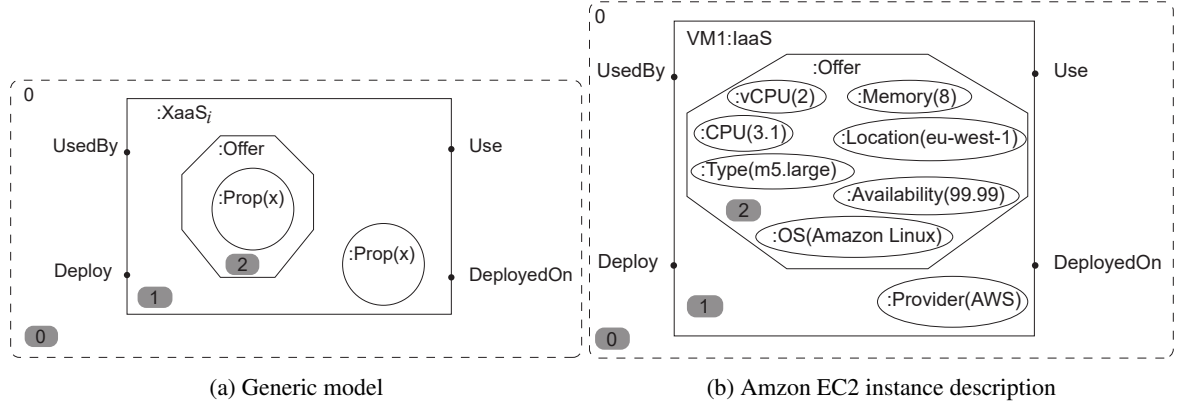 0
:XaaSi
UsedBy
Use
:Offer
:Prop(x)
:Prop(x)
2
Deploy
DeployedOn
1
0
(a) Generic model
0
VM1:IaaS
UsedBy
Use
:Offer
:vCPU(2)
:Memory(8)
:CPU(3.1)
:Location(eu-west-1)
:Type(m5.large)
:Availability(99.99)
2
:OS(Amazon Linux)
Deploy
DeployedOn
:Provider(AWS)
1
0
(b) Amzon EC2 instance description